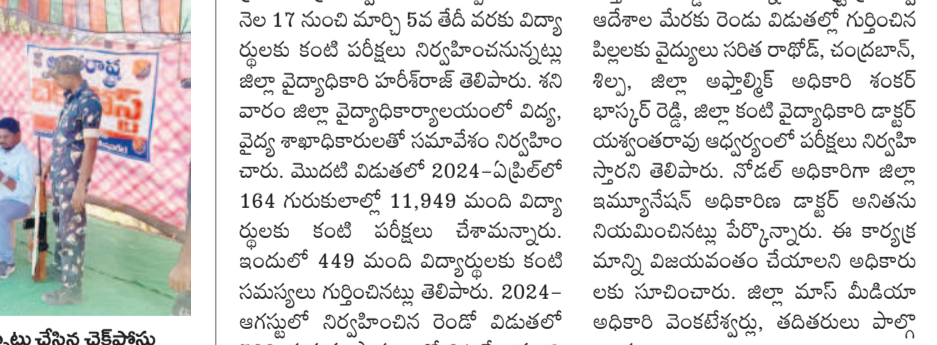 చెక్‌పోస్ట్
ర్పాటు చేసిన చెక్‌పోస్టు
నెల 17 నుంచి మార్చి 5వ తేదీ వరకు విద్యా
ర్థులకు కంటి పరీక్షలు నిర్వహించనున్నట్లు
జిల్లా వైద్యాధికారి హరీశ్‌రాజ్ తెలిపారు. శని
వారం జిల్లా వైద్యాధికార్యాలయంలో విద్య,
వైద్య శాఖాధికారులతో సమావేశం నిర్వహిం
చారు. మొదటి విడుతలో 2024-ఏప్రిల్‌లో
164 గురుకులాల్లో 11,949 మంది విద్యా
ర్థులకు కంటి పరీక్షలు చేశామన్నారు.
ఇందులో 449 మంది విద్యార్థులకు కంటి
సమస్యలు గుర్తించినట్లు తెలిపారు. 2024-
ఆగస్టులో నిర్వహించిన రెండో విడుతలో
ఆదేశాల మేరకు రెండు విడుతల్లో గుర్తించిన
పిల్లలకు వైద్యులు సరిత రాథోడ్, చంద్రబాన్,
శిల్ప, జిల్లా అఫ్తాల్మిక్ అధికారి శంకర్
భాస్కర్ రెడ్డి, జిల్లా కంటి వైద్యాధికారి డాక్టర్
యశ్వంతరావు ఆధ్వర్యంలో పరీక్షలు నిర్వహి
స్తారని తెలిపారు. నోడల్ అధికారిగా జిల్లా
ఇమ్యూనేషన్ అధికారిణ డాక్టర్ అనితను
నియమించినట్లు పేర్కొన్నారు. ఈ కార్యక్ర
మాన్ని విజయవంతం చేయాలని అధికారు
లకు సూచించారు. జిల్లా మాస్ మీడియా
అధికారి వెంకటేశ్వర్లు, తదితరులు పాల్గొ